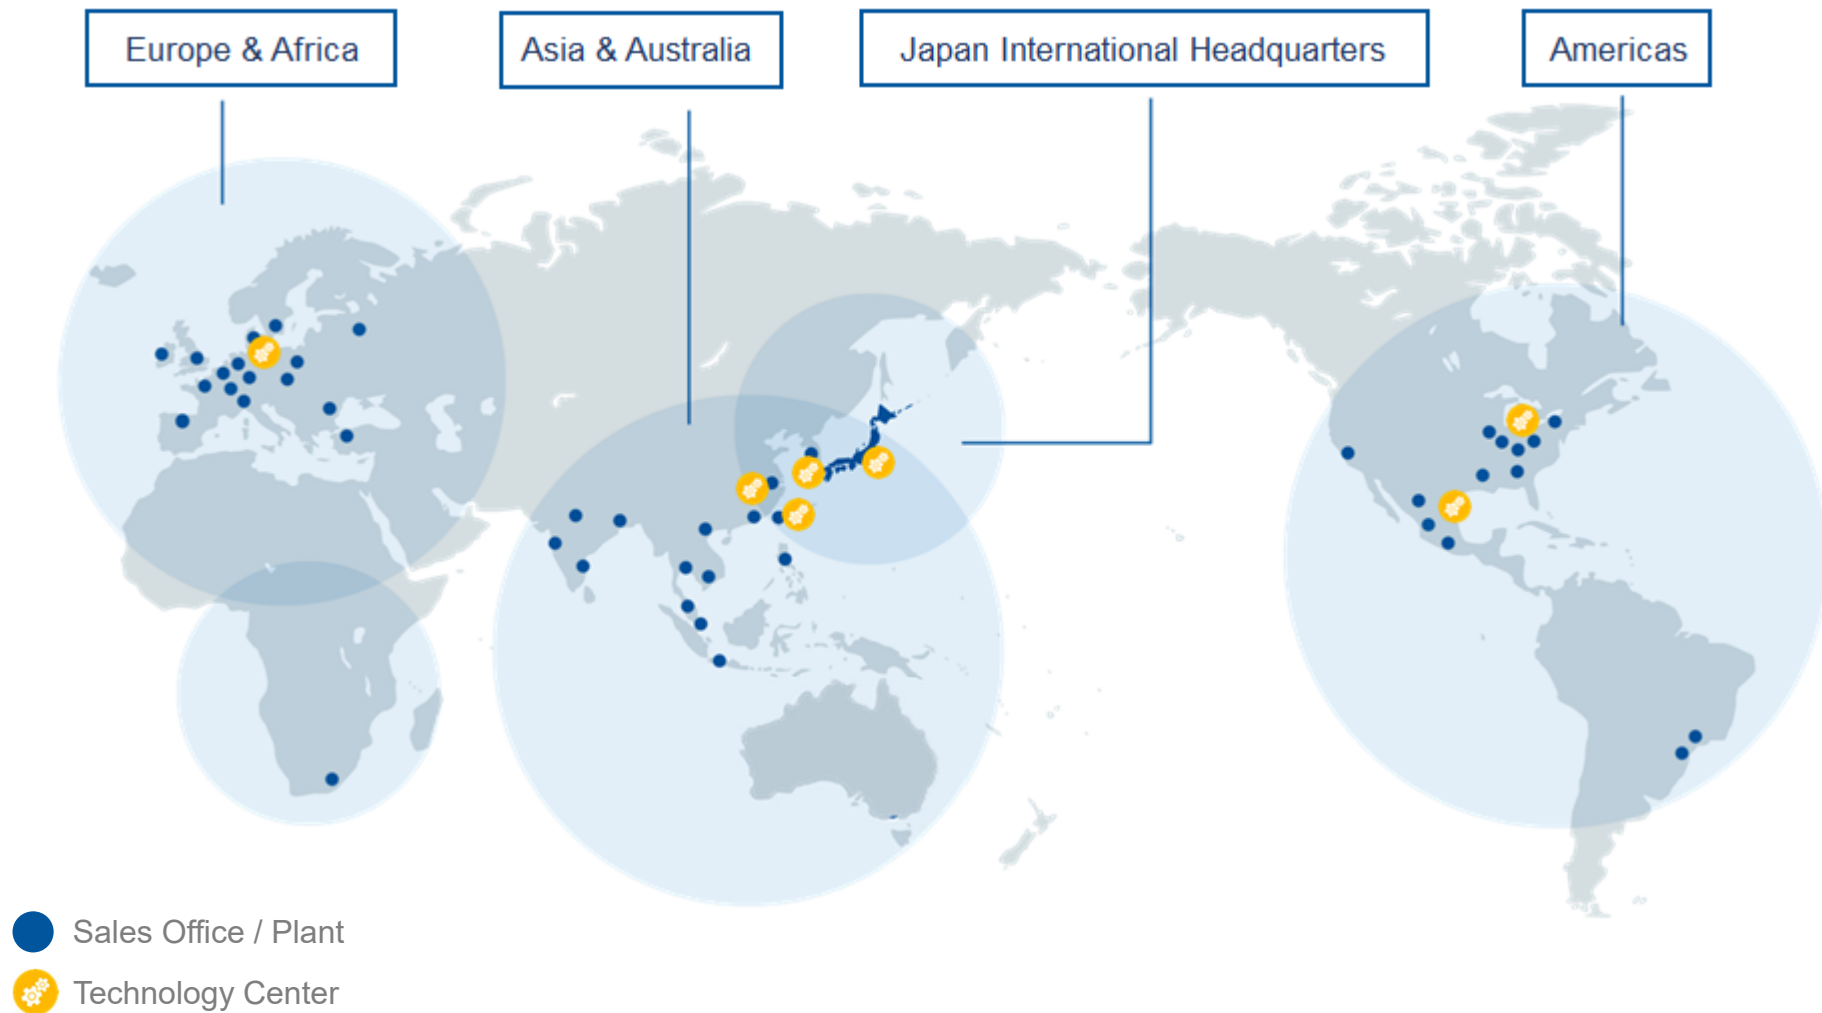 Europe & Africa
Asia & Australia
Japan International Headquarters
Americas
Sales Office / Plant
Technology Center